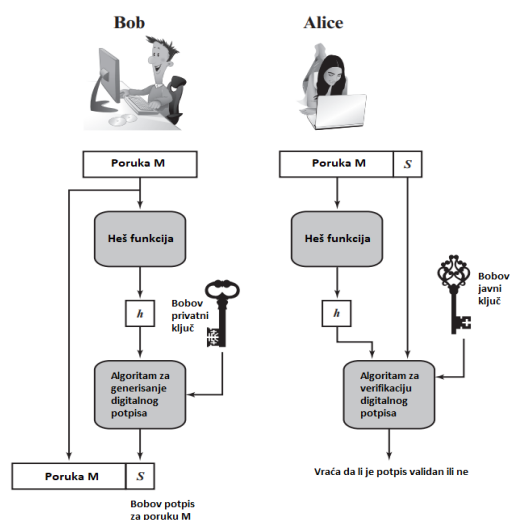 Bob
Poruka M
Heš funkcija
h
Bobov
privatni
ključ
Algoritam za
generisanje
digitalnog
potpisa
Poruka M S
Bobov potpis
za poruku M
Alice
Poruka M S
Heš funkcija
h
Bobov
javni
ključ
Algoritam za
verifikaciju
digitalnog
potpisa
Vraća da li je potpis validan ili ne